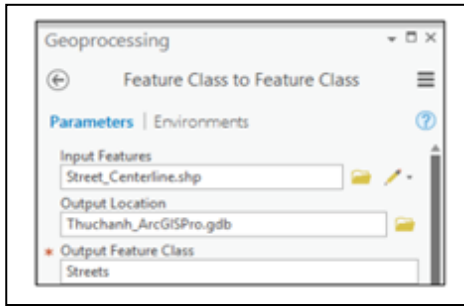 Geoprocessing
Feature Class to Feature Class
Parameters | Environments
Input Features
Street_Centerline.shp
Output Location
Thuchanh_ArcGISPro.gdb
* Output Feature Class
Streets